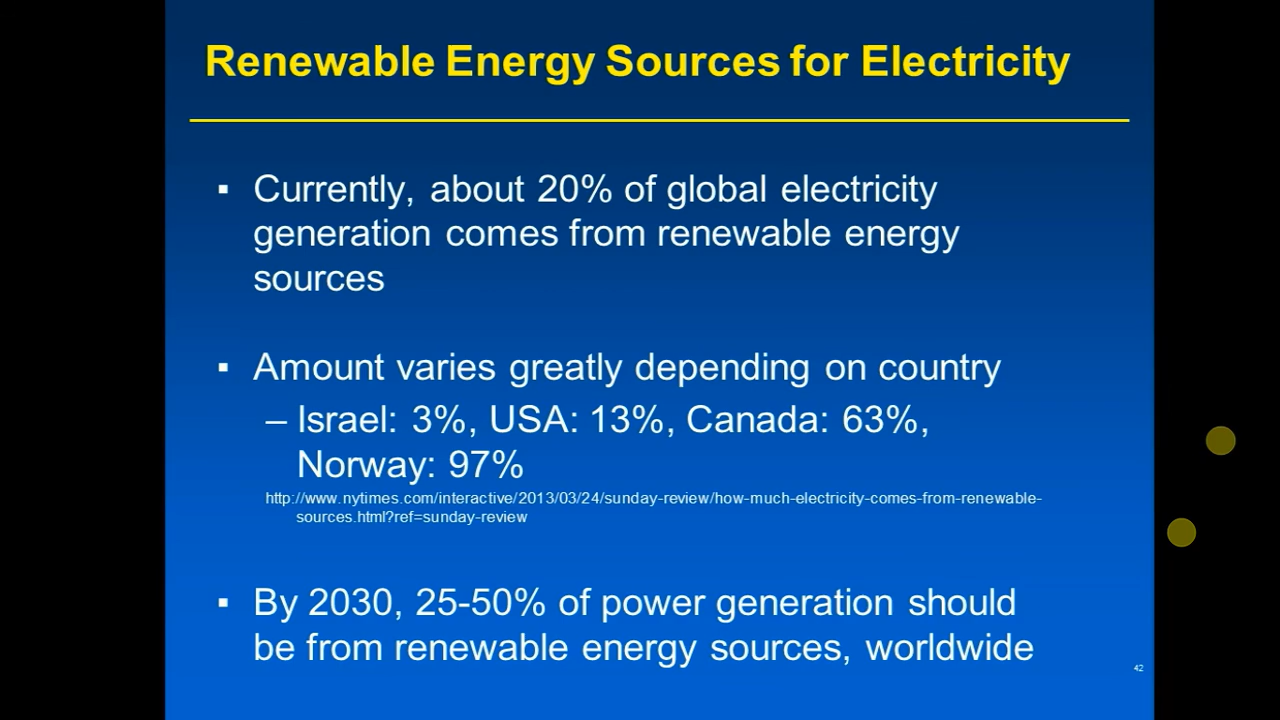 Renewable Energy Sources for Electricity
▪ Currently, about 20% of global electricity
generation comes from renewable energy
sources
▪ Amount varies greatly depending on country
– Israel: 3%, USA: 13%, Canada: 63%,
Norway: 97%
http://www.nytimes.com/interactive/2013/03/24/sunday-review/how-much-electricity-comes-from-renewable-
sources.html?ref=sunday-review
▪ By 2030, 25-50% of power generation should
be from renewable energy sources, worldwide
42